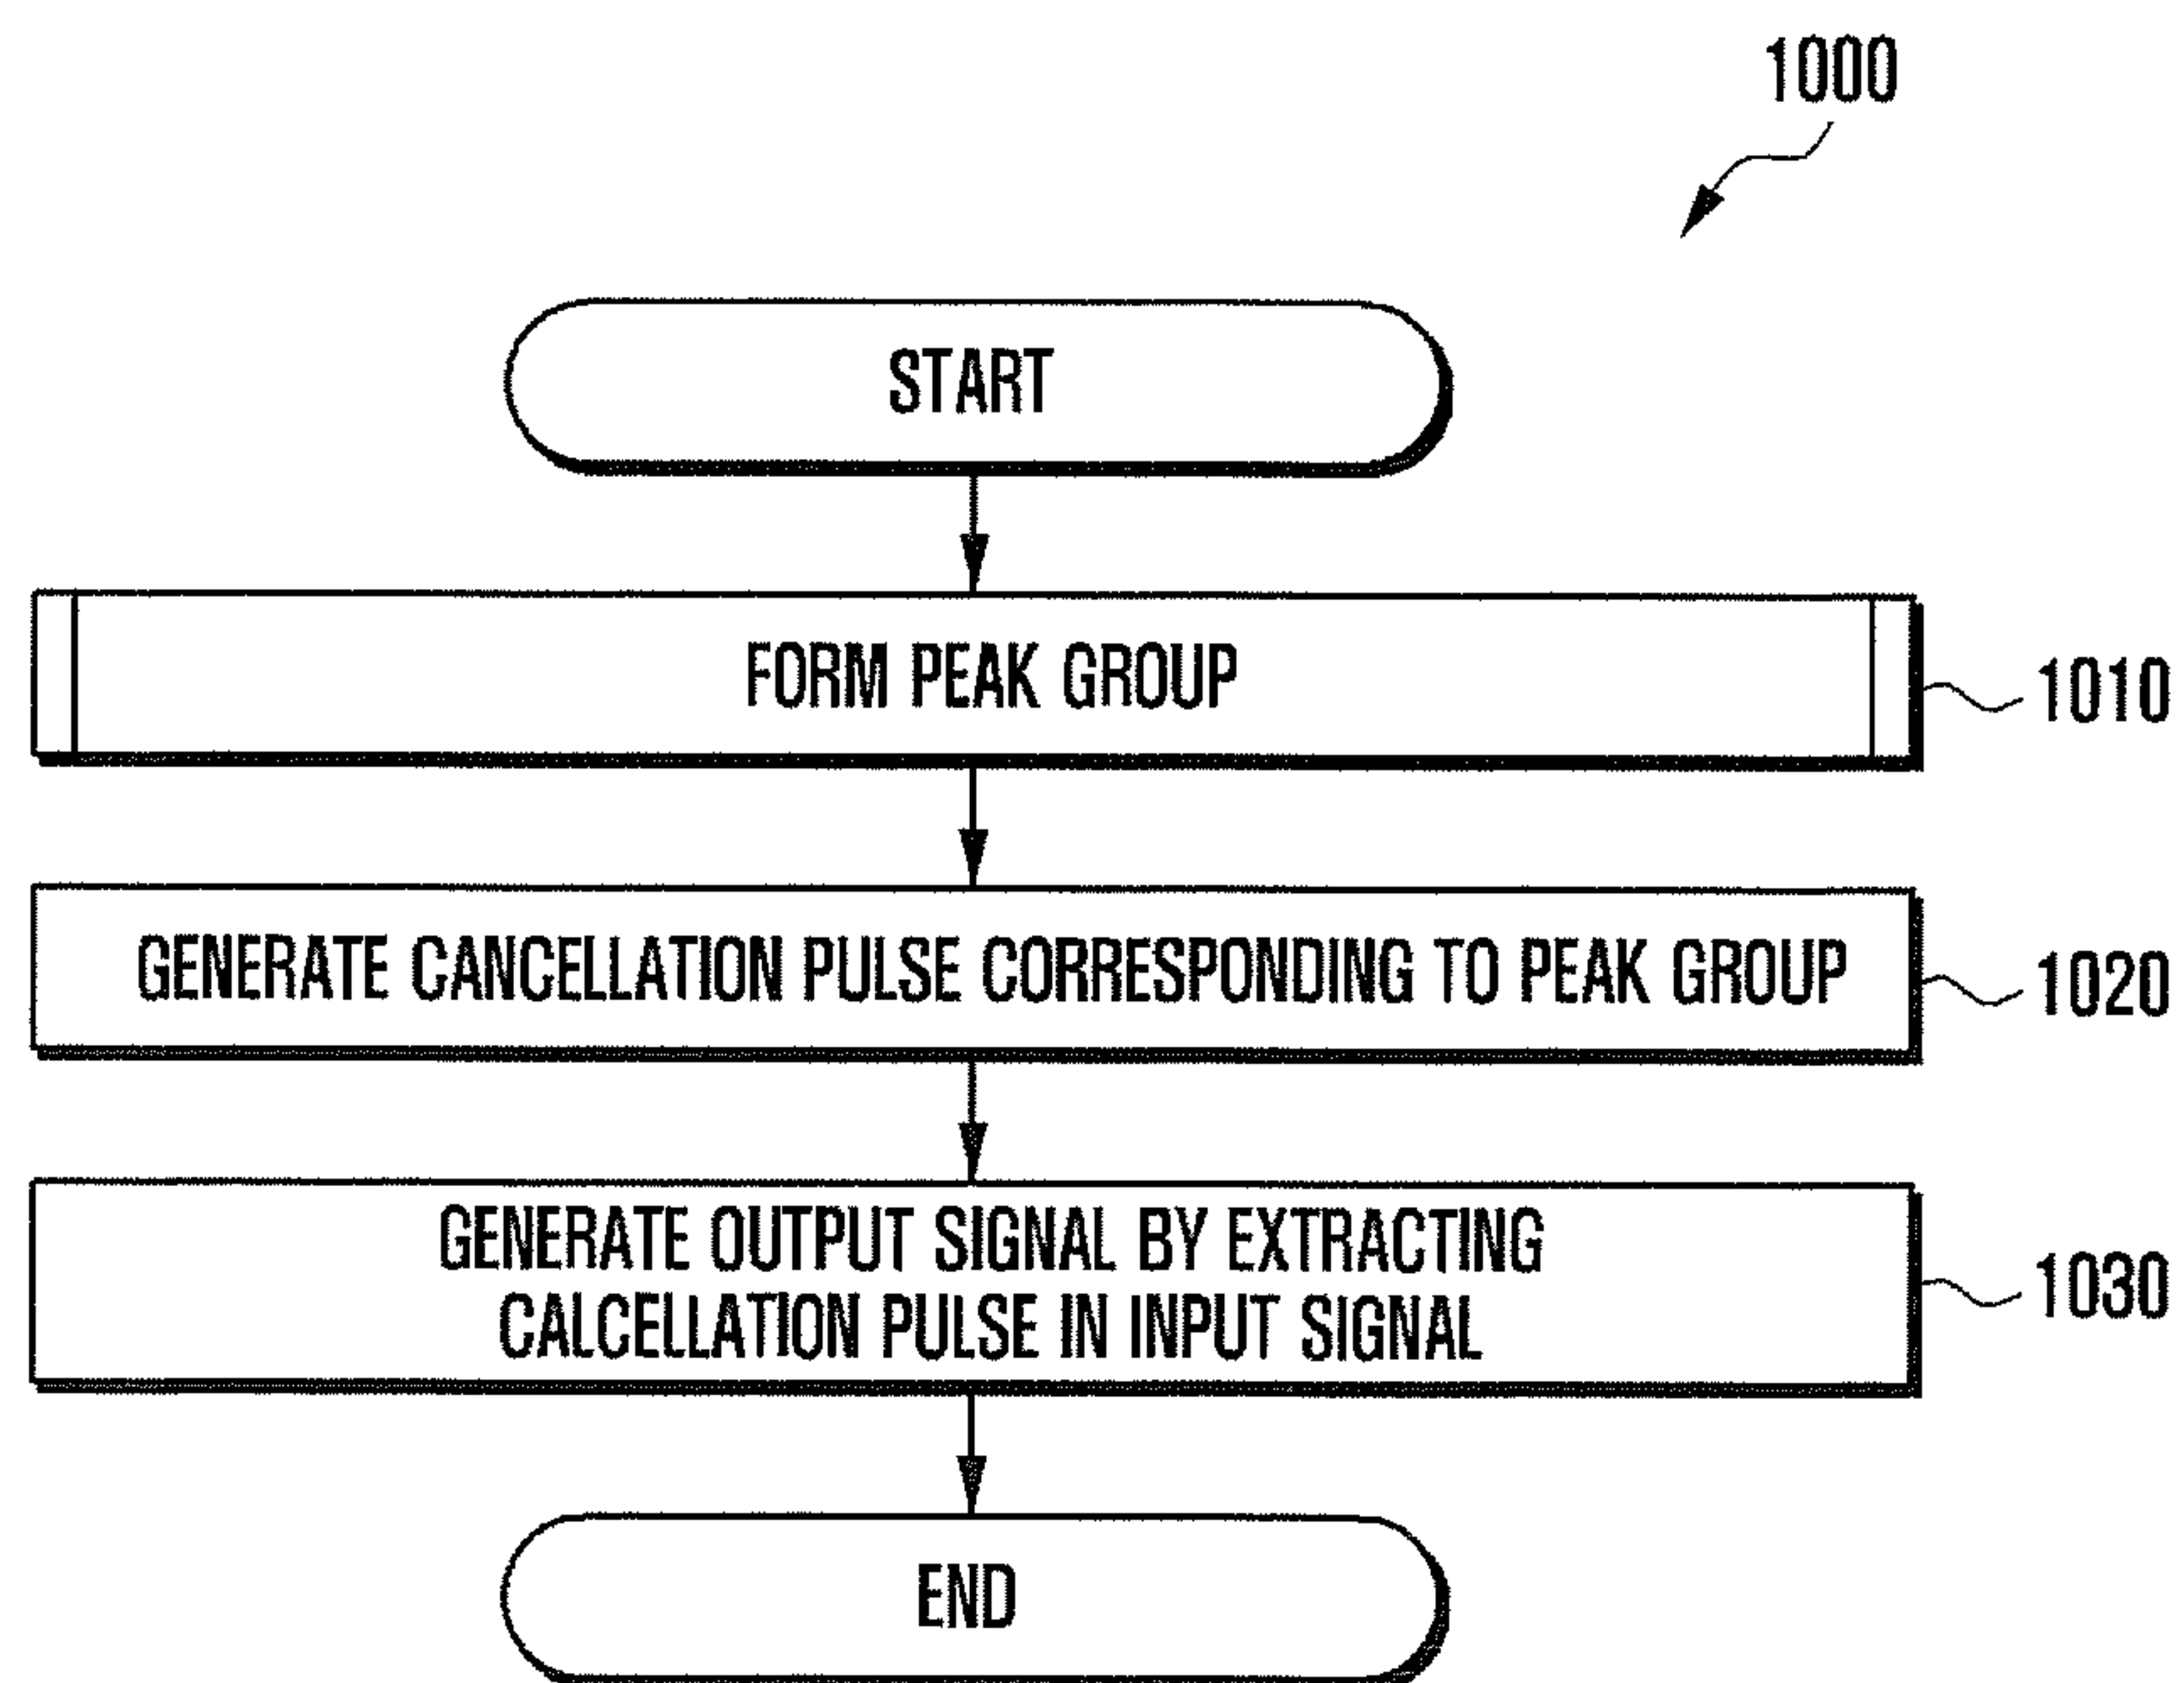 1000
START
FORM PEAK GROUP
1010
GENERATE CANCELLATION PULSE CORRESPONDING TO PEAK GROUP
1020
GENERATE OUTPUT SIGNAL BY EXTRACTING
CALCELLATION PULSE IN INPUT SIGNAL
1030
END